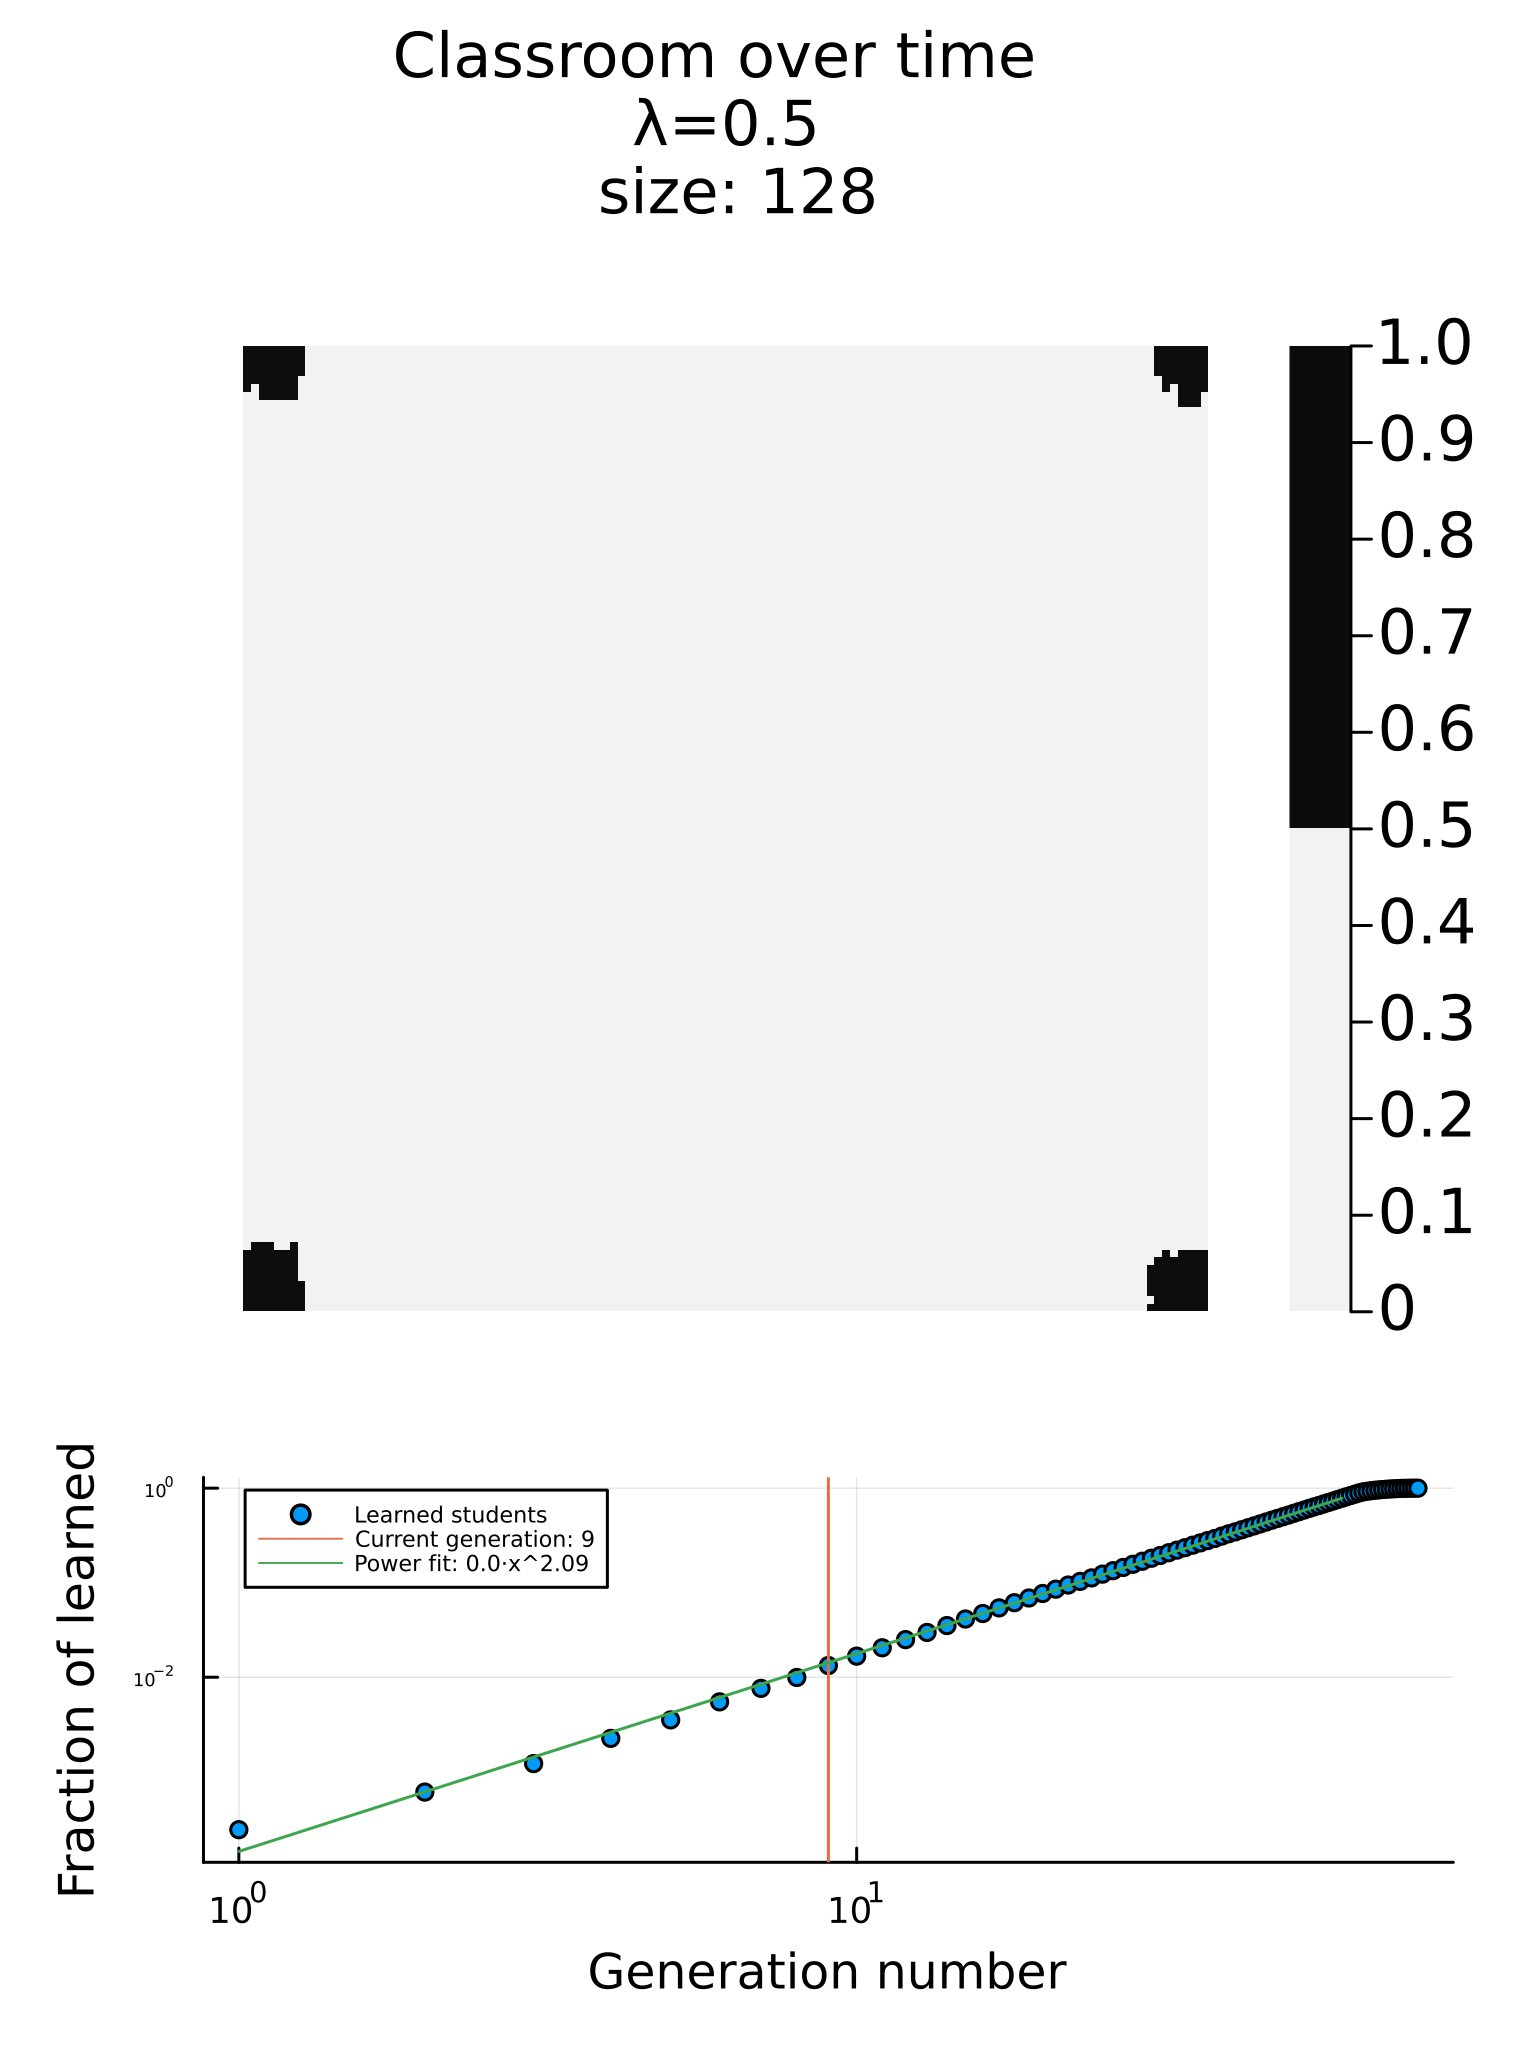 Classroom over time
λ=0.5
size: 128
1.0
0.9
0.8
0.7
0.6
0.5
0.4
0.3
0.2
0.1
0
Fraction of learned
10^0
10^−2
Learned students
Current generation: 9
Power fit: 0.0·x^2.09
10^0 10^1
Generation number